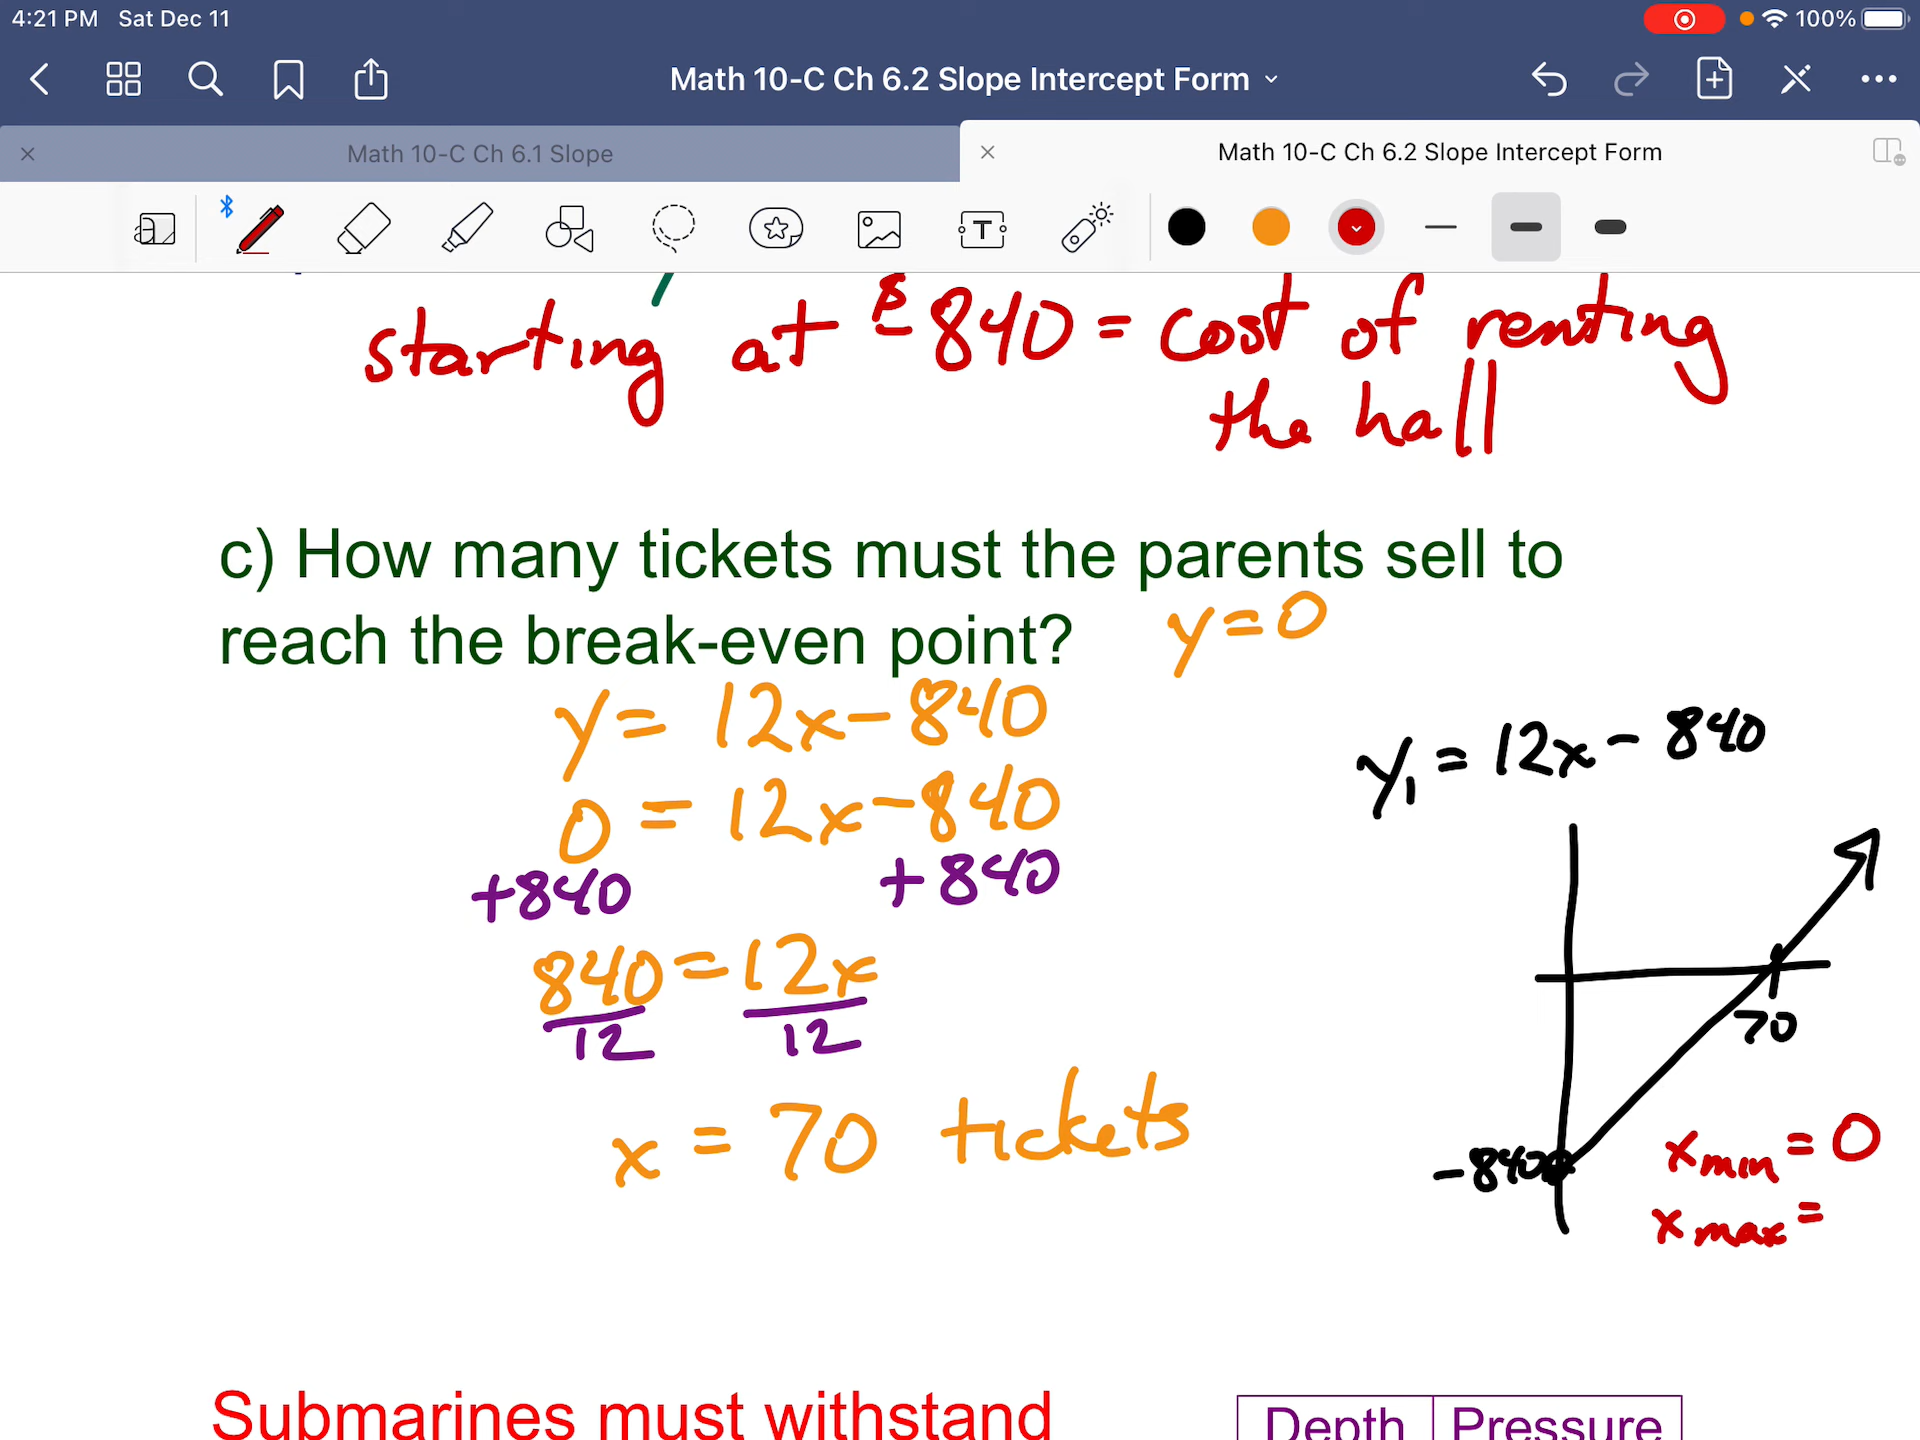 4:21 PM Sat Dec 11
100%
Math 10-C Ch 6.2 Slope Intercept Form
Math 10-C Ch 6.1 Slope
Math 10-C Ch 6.2 Slope Intercept Form
starting at $-840 = cost of renting
the hall
c) How many tickets must the parents sell to
reach the break-even point? y=0
y = 12x-840
0 = 12x-840
+840 +840
840 = 12x
12 12
x = 70 tickets
y₁ = 12x - 840
70
-840
xmin = 0
xmax =
Submarines must withstand
Depth Pressure